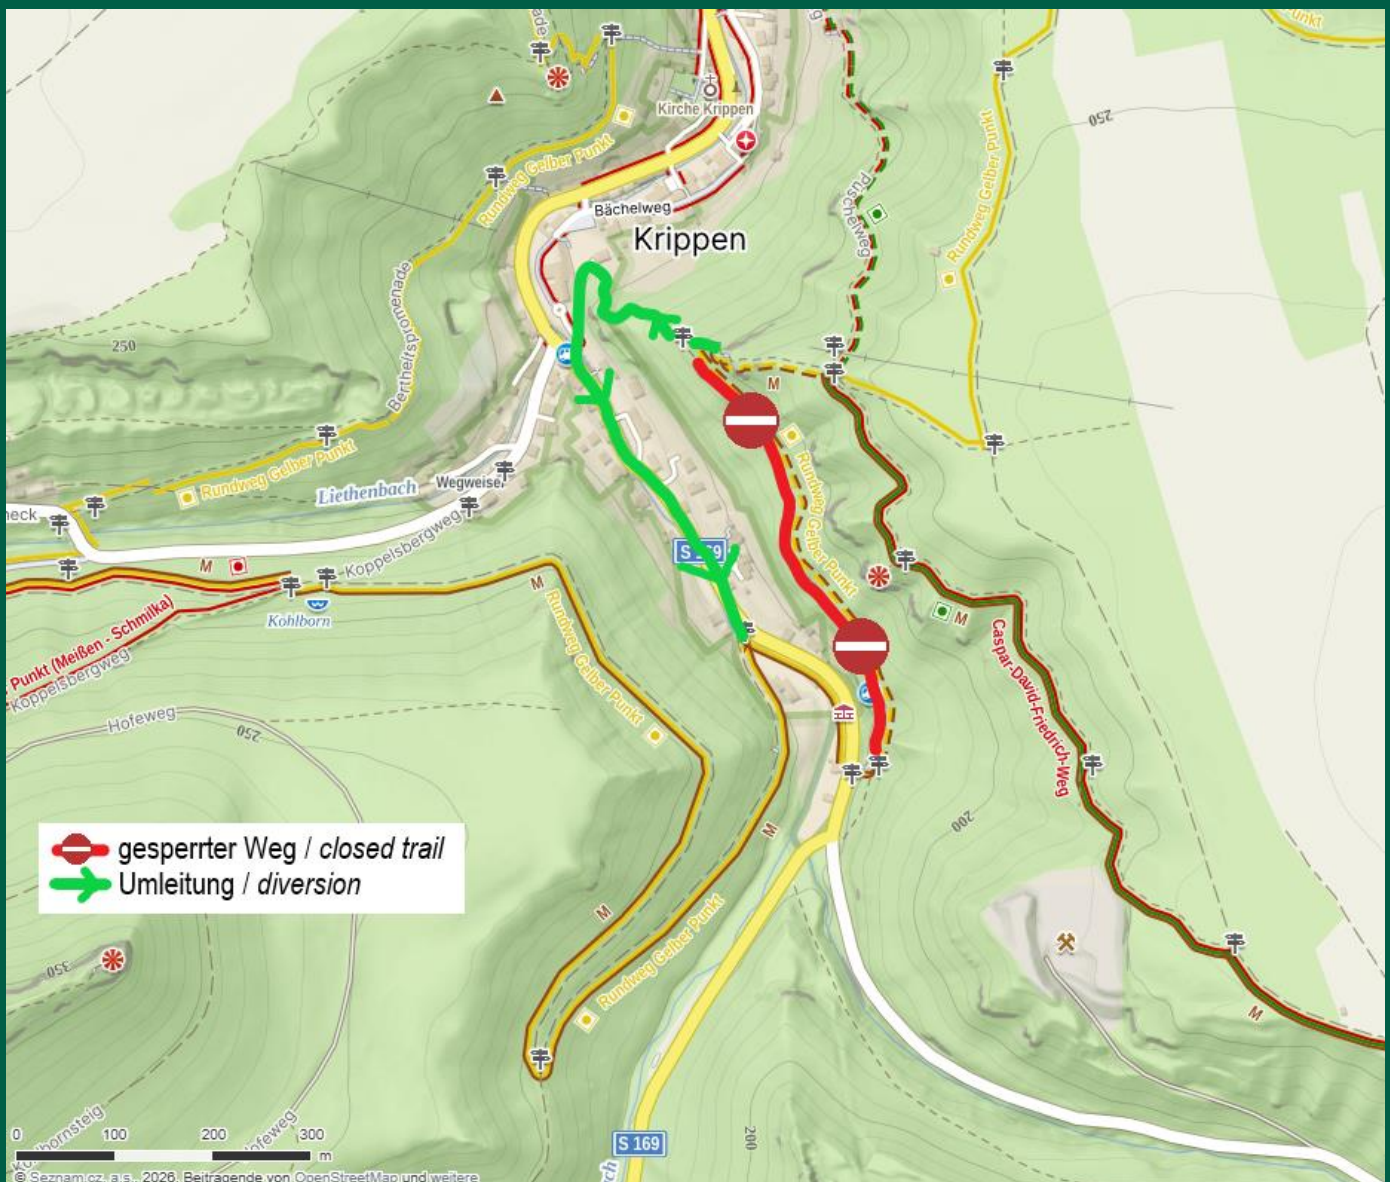 Kirche Krippen
Rundweg Gelber Punkt
Rundweg Gelber Punkt
250
Bächelweg
Krippen
250
Berthelspromenade
M
Rundweg Gelber Punkt
Rundweg Gelber Punkt
Liethenbach
Wegweiser
neck
Koppelsbergweg
S 169
M
M
Kohlborn
Rundweg Gelber Punkt
M
Caspar-David-Friedrich-Weg
Punkt (Meißen - Schmilka)
Koppelsbergweg
Hofeweg
250
200
M
gesperrter Weg / closed trail
Umleitung / diversion
M
Rundweg Gelber Punkt
350
M
200
S 169
Hofeweg
0 100 200 300
m
© Seznam.cz, a.s., 2026, Beitragende von OpenStreetMap und weitere